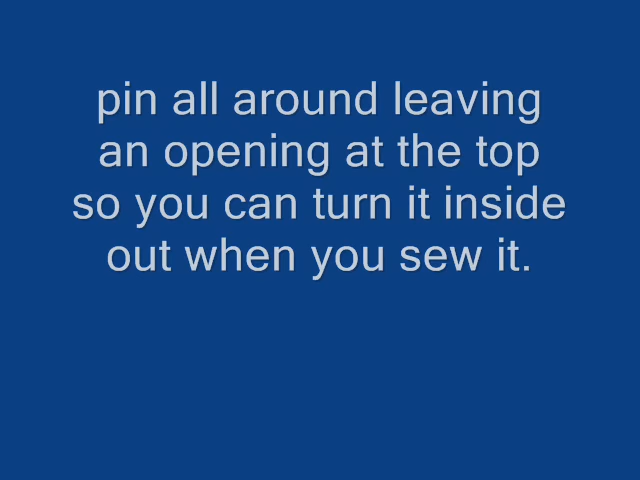 pin all around leaving
an opening at the top
so you can turn it inside
out when you sew it.